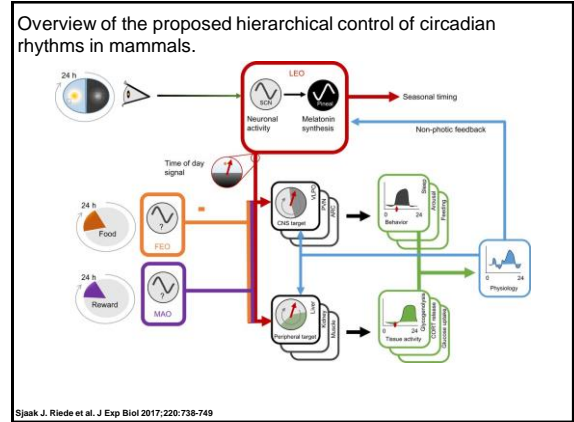 Overview of the proposed hierarchical control of circadian
rhythms in mammals.
24 h
LEO
SCN
Pineal
Neuronal
activity
Melatonin
synthesis
Seasonal timing
Non-photic feedback
Time of day
signal
24 h
Food
?
FEO
24 h
Reward
?
MAO
CNS target
VLPO
PVN
ARC
0 24
Behavior
Sleep
Arousal
Feeding
Peripheral target
Liver
Kidney
Muscle
0 24
Tissue activity
Glycogenolysis
CORT release
Glucose uptake
0 24
Physiology
Sjaak J. Riede et al. J Exp Biol 2017;220:738-749